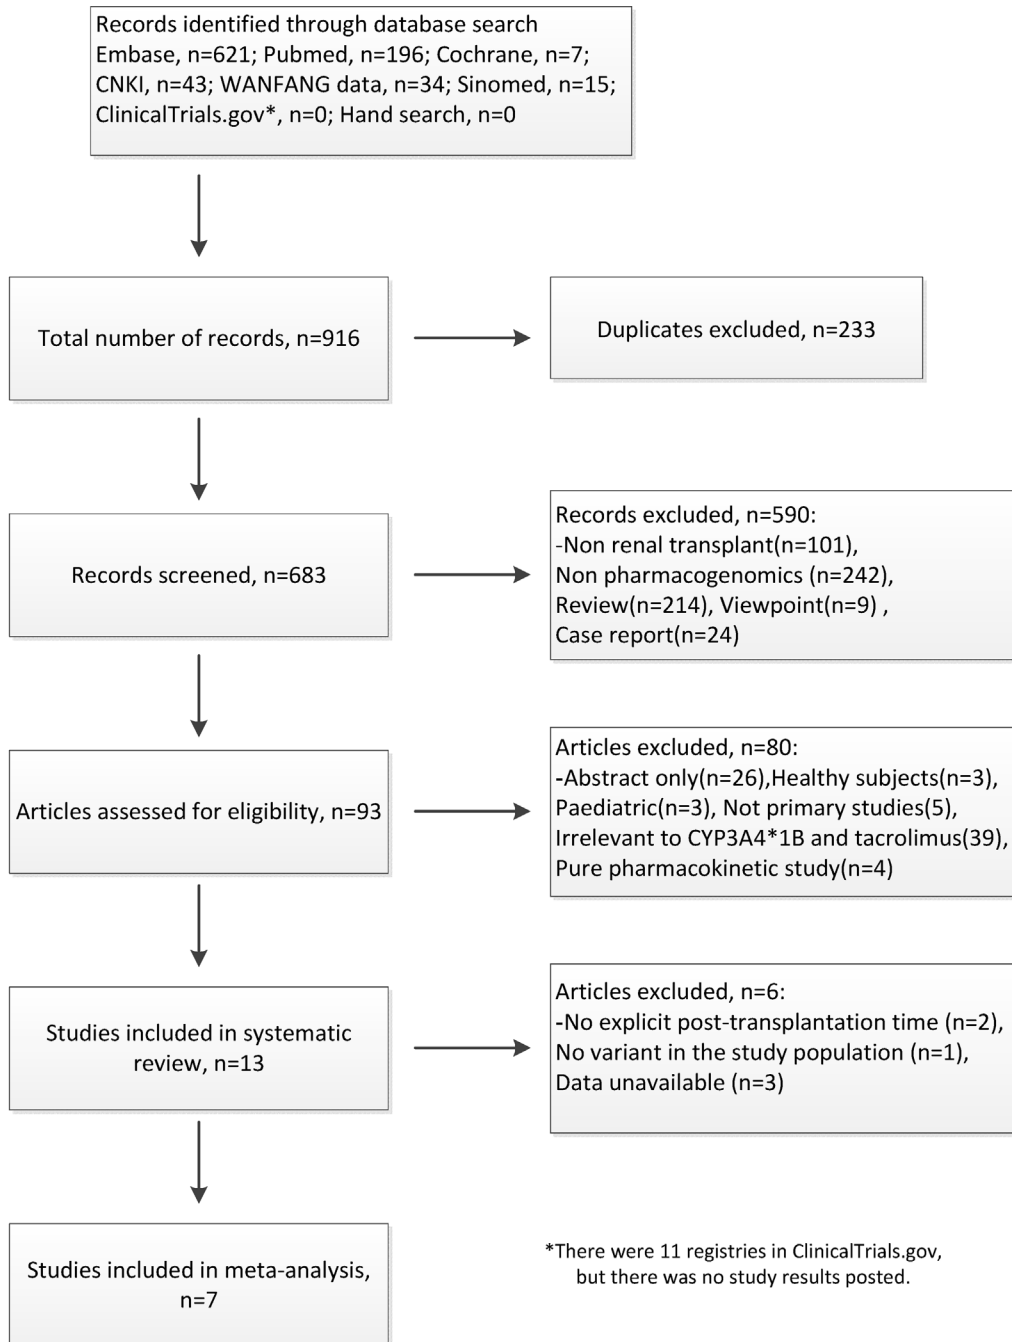 Records identified through database search
Embase, n=621; Pubmed, n=196; Cochrane, n=7;
CNKI, n=43; WANFANG data, n=34; Sinomed, n=15;
ClinicalTrials.gov*, n=0; Hand search, n=0
Total number of records, n=916
Duplicates excluded, n=233
Records screened, n=683
Records excluded, n=590:
-Non renal transplant(n=101),
Non pharmacogenomics (n=242),
Review(n=214), Viewpoint(n=9) ,
Case report(n=24)
Articles assessed for eligibility, n=93
Articles excluded, n=80:
-Abstract only(n=26),Healthy subjects(n=3),
Paediatric(n=3), Not primary studies(5),
Irrelevant to CYP3A4*1B and tacrolimus(39),
Pure pharmacokinetic study(n=4)
Studies included in systematic
review, n=13
Articles excluded, n=6:
-No explicit post-transplantation time (n=2),
No variant in the study population (n=1),
Data unavailable (n=3)
Studies included in meta-analysis,
n=7
*There were 11 registries in ClinicalTrials.gov,
but there was no study results posted.